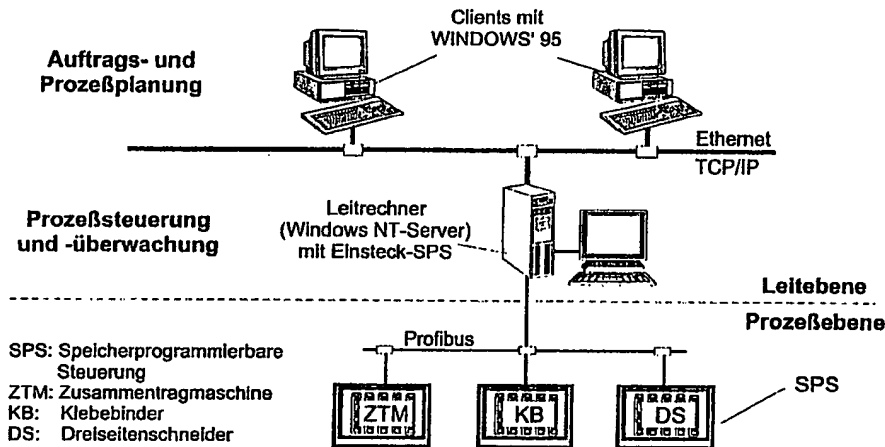 Clients mit
WINDOWS' 95
Auftrags- und
Prozeßplanung
Ethernet
TCP/IP
Prozeßsteuerung
und -überwachung
Leitrechner
(Windows NT-Server)
mit Einsteck-SPS
Leitebene
Prozeßebene
Profibus
SPS: Speicherprogrammierbare
Steuerung
ZTM: Zusammentragmaschine
KB: Klebebinder
DS: Dreiseitenschneider
ZTM
KB
DS
SPS